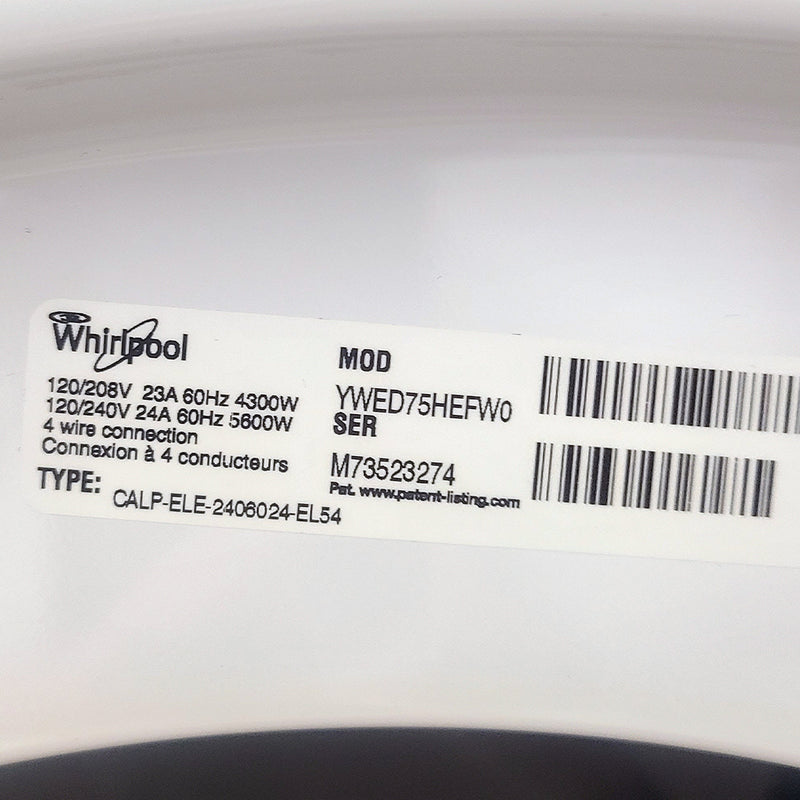 Whirlpool
120/208V 23A 60Hz 4300W
120/240V 24A 60Hz 5600W
4 wire connection
Connexion à 4 conducteurs
TYPE: CALP-ELE-2406024-EL54
MOD
YWED75HEFW0
SER
M73523274
Pat. www.patent-listing.com